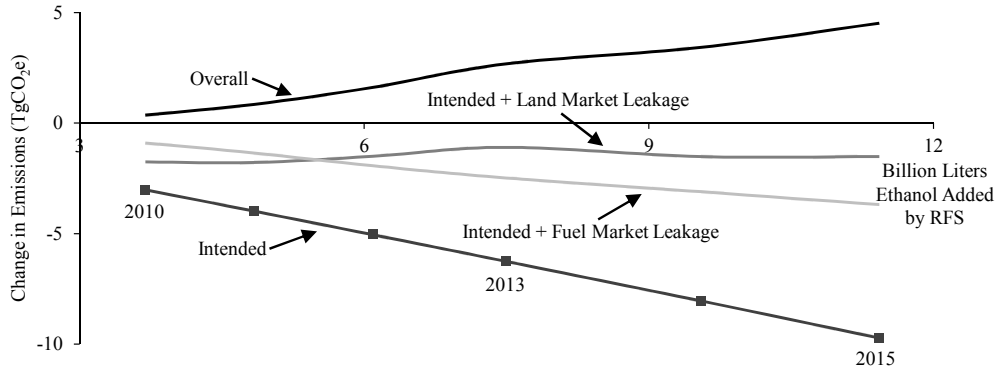 5
Overall
Intended + Land Market Leakage
0
3
6
9
12
Billion Liters
Ethanol Added
by RFS
2010
-5
Intended
Intended + Fuel Market Leakage
2013
-10
2015
Change in Emissions (TgCO₂e)